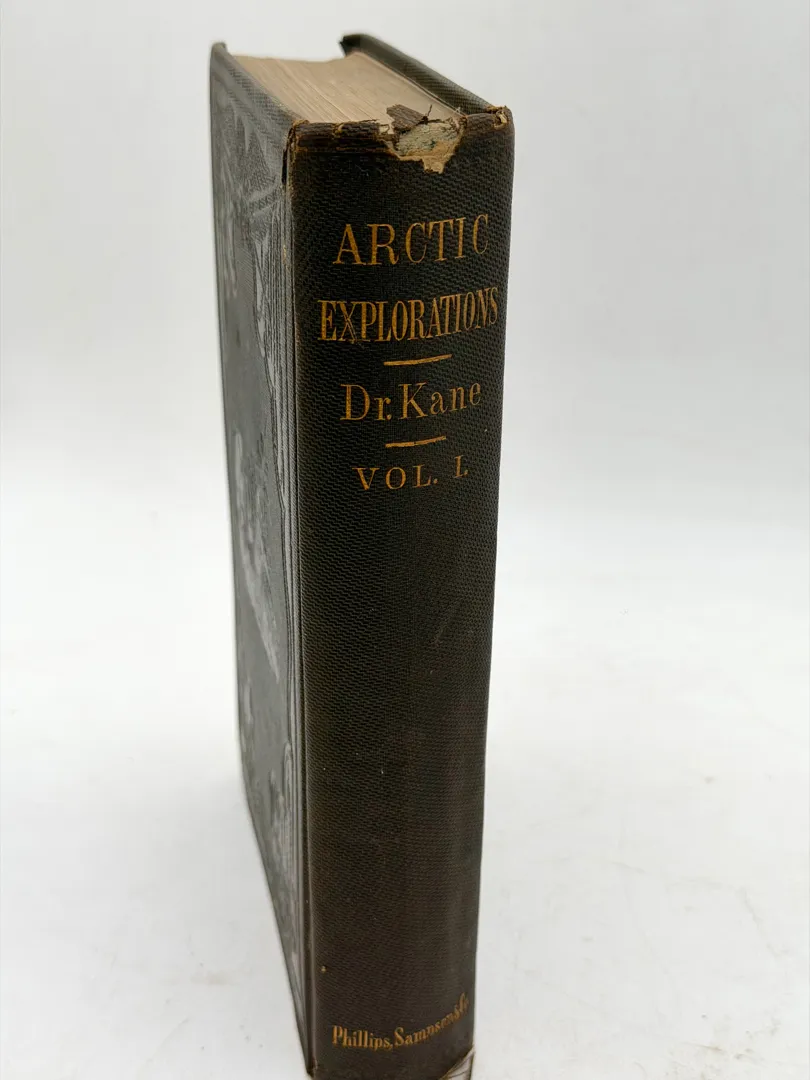 ARCTIC
EXPLORATIONS
Dr. Kane
VOL. I.
Phillips, Sampson & Co.